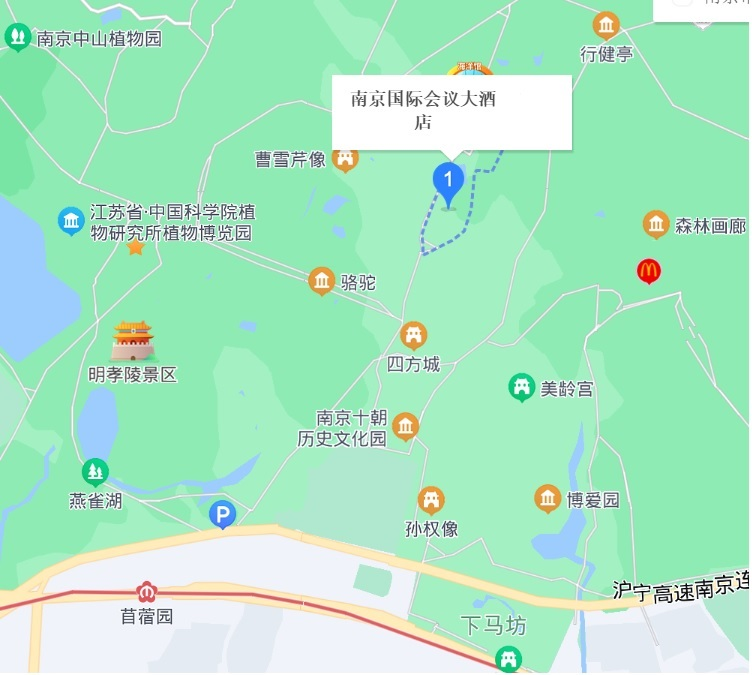 南京中山植物园
行健亭
海洋馆
南京国际会议大酒
店
1
曹雪芹像
江苏省·中国科学院植
物研究所植物博览园
森林画廊
骆驼
四方城
明孝陵景区
美龄宫
南京十朝
历史文化园
燕雀湖
P
孙权像
博爱园
沪宁高速南京连
苜蓿园
下马坊